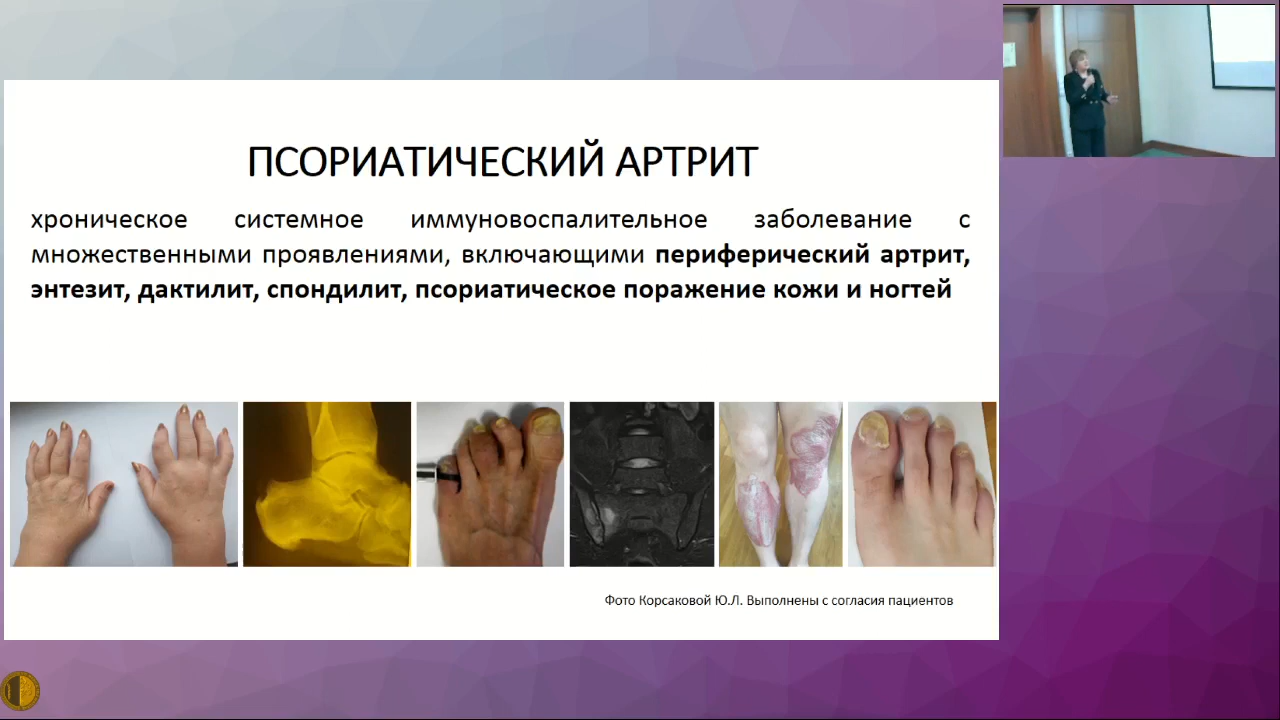 ПСОРИАТИЧЕСКИЙ АРТРИТ
хроническое системное иммуновоспалительное заболевание с
множественными проявлениями, включающими периферический артрит,
энтезит, дактилит, спондилит, псориатическое поражение кожи и ногтей
Фото Корсаковой Ю.Л. Выполнены с согласия пациентов